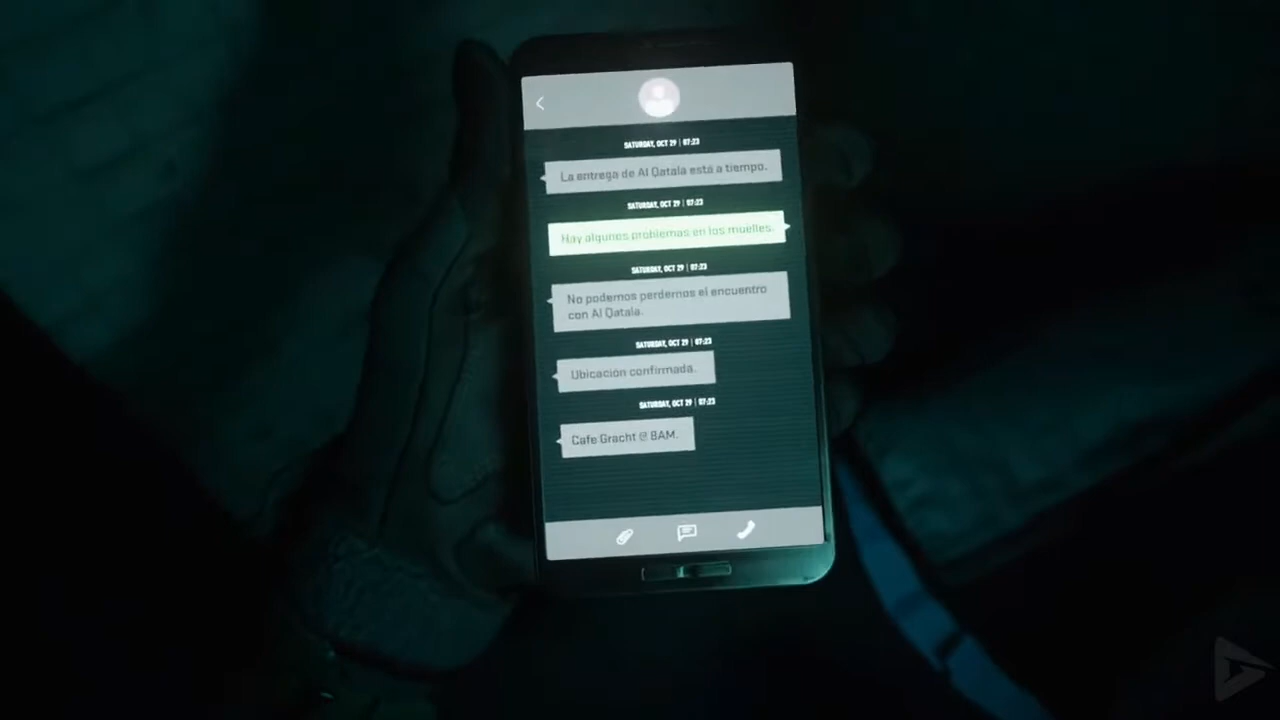 SATURDAY, OCT 29 | 07:23
La entrega de Al Qatala está a tiempo.
SATURDAY, OCT 29 | 07:23
Hay algunos problemas en los muelles.
SATURDAY, OCT 29 | 07:23
No podemos perdernos el encuentro
con Al Qatala.
SATURDAY, OCT 29 | 07:23
Ubicación confirmada.
SATURDAY, OCT 29 | 07:23
Cafe Gracht @ 8AM.